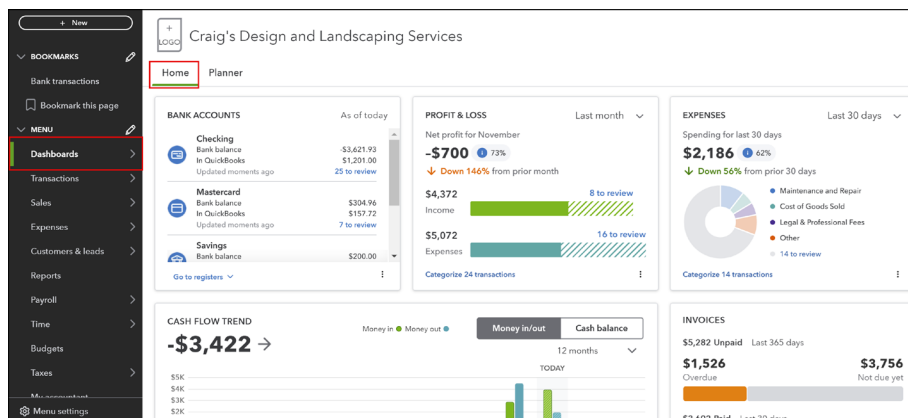 + New
BOOKMARKS
Bank transactions
Bookmark this page
MENU
Dashboards
Transactions
Sales
Expenses
Customers & leads
Reports
Payroll
Time
Budgets
Taxes
My accountant
Menu settings
+
LOGO
Craig's Design and Landscaping Services
Home Planner
BANK ACCOUNTS As of today
Checking
Bank balance -$3,621.93
In QuickBooks $1,201.00
Updated moments ago 25 to review
Mastercard
Bank balance $304.96
In QuickBooks $157.72
Updated moments ago 7 to review
Savings
Bank balance $200.00
Go to registers
PROFIT & LOSS Last month
Net profit for November
-$700 73%
Down 146% from prior month
$4,372 8 to review
Income
$5,072 16 to review
Expenses
Categorize 24 transactions
EXPENSES Last 30 days
Spending for last 30 days
$2,186 62%
Down 56% from prior 30 days
Maintenance and Repair
Cost of Goods Sold
Legal & Professional Fees
Other
14 to review
Categorize 14 transactions
CASH FLOW TREND
-$3,422
Money in Money out
Money in/out Cash balance
12 months
TODAY
$5K
$4K
$3K
$2K
INVOICES
$5,282 Unpaid Last 365 days
$1,526 $3,756
Overdue Not due yet